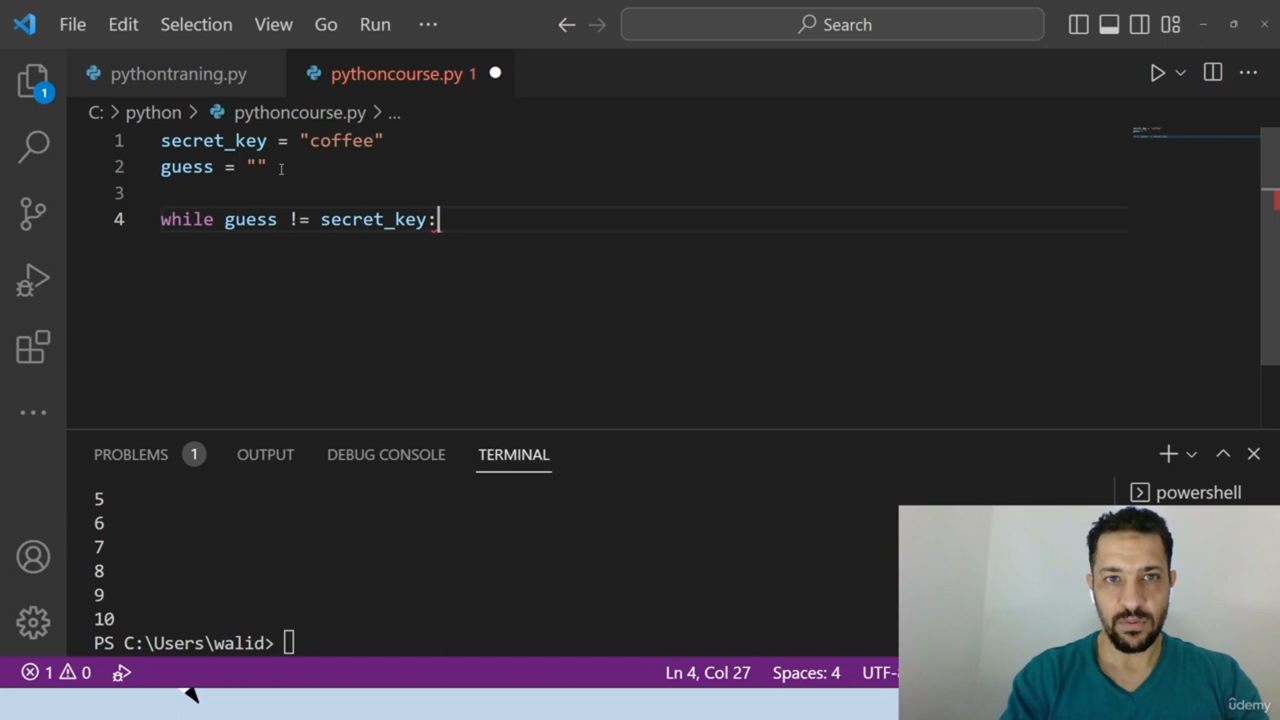 File Edit Selection View Go Run ··· Search
pythontraning.py pythoncourse.py 1
1
C: > python > pythoncourse.py > ...
1 secret_key = "coffee"
2 guess = ""
3
4 while guess != secret_key:
PROBLEMS 1 OUTPUT DEBUG CONSOLE TERMINAL
powershell
5
6
7
8
9
10
PS C:\Users\walid>
1 0 Ln 4, Col 27 Spaces: 4 UTF-
udemy